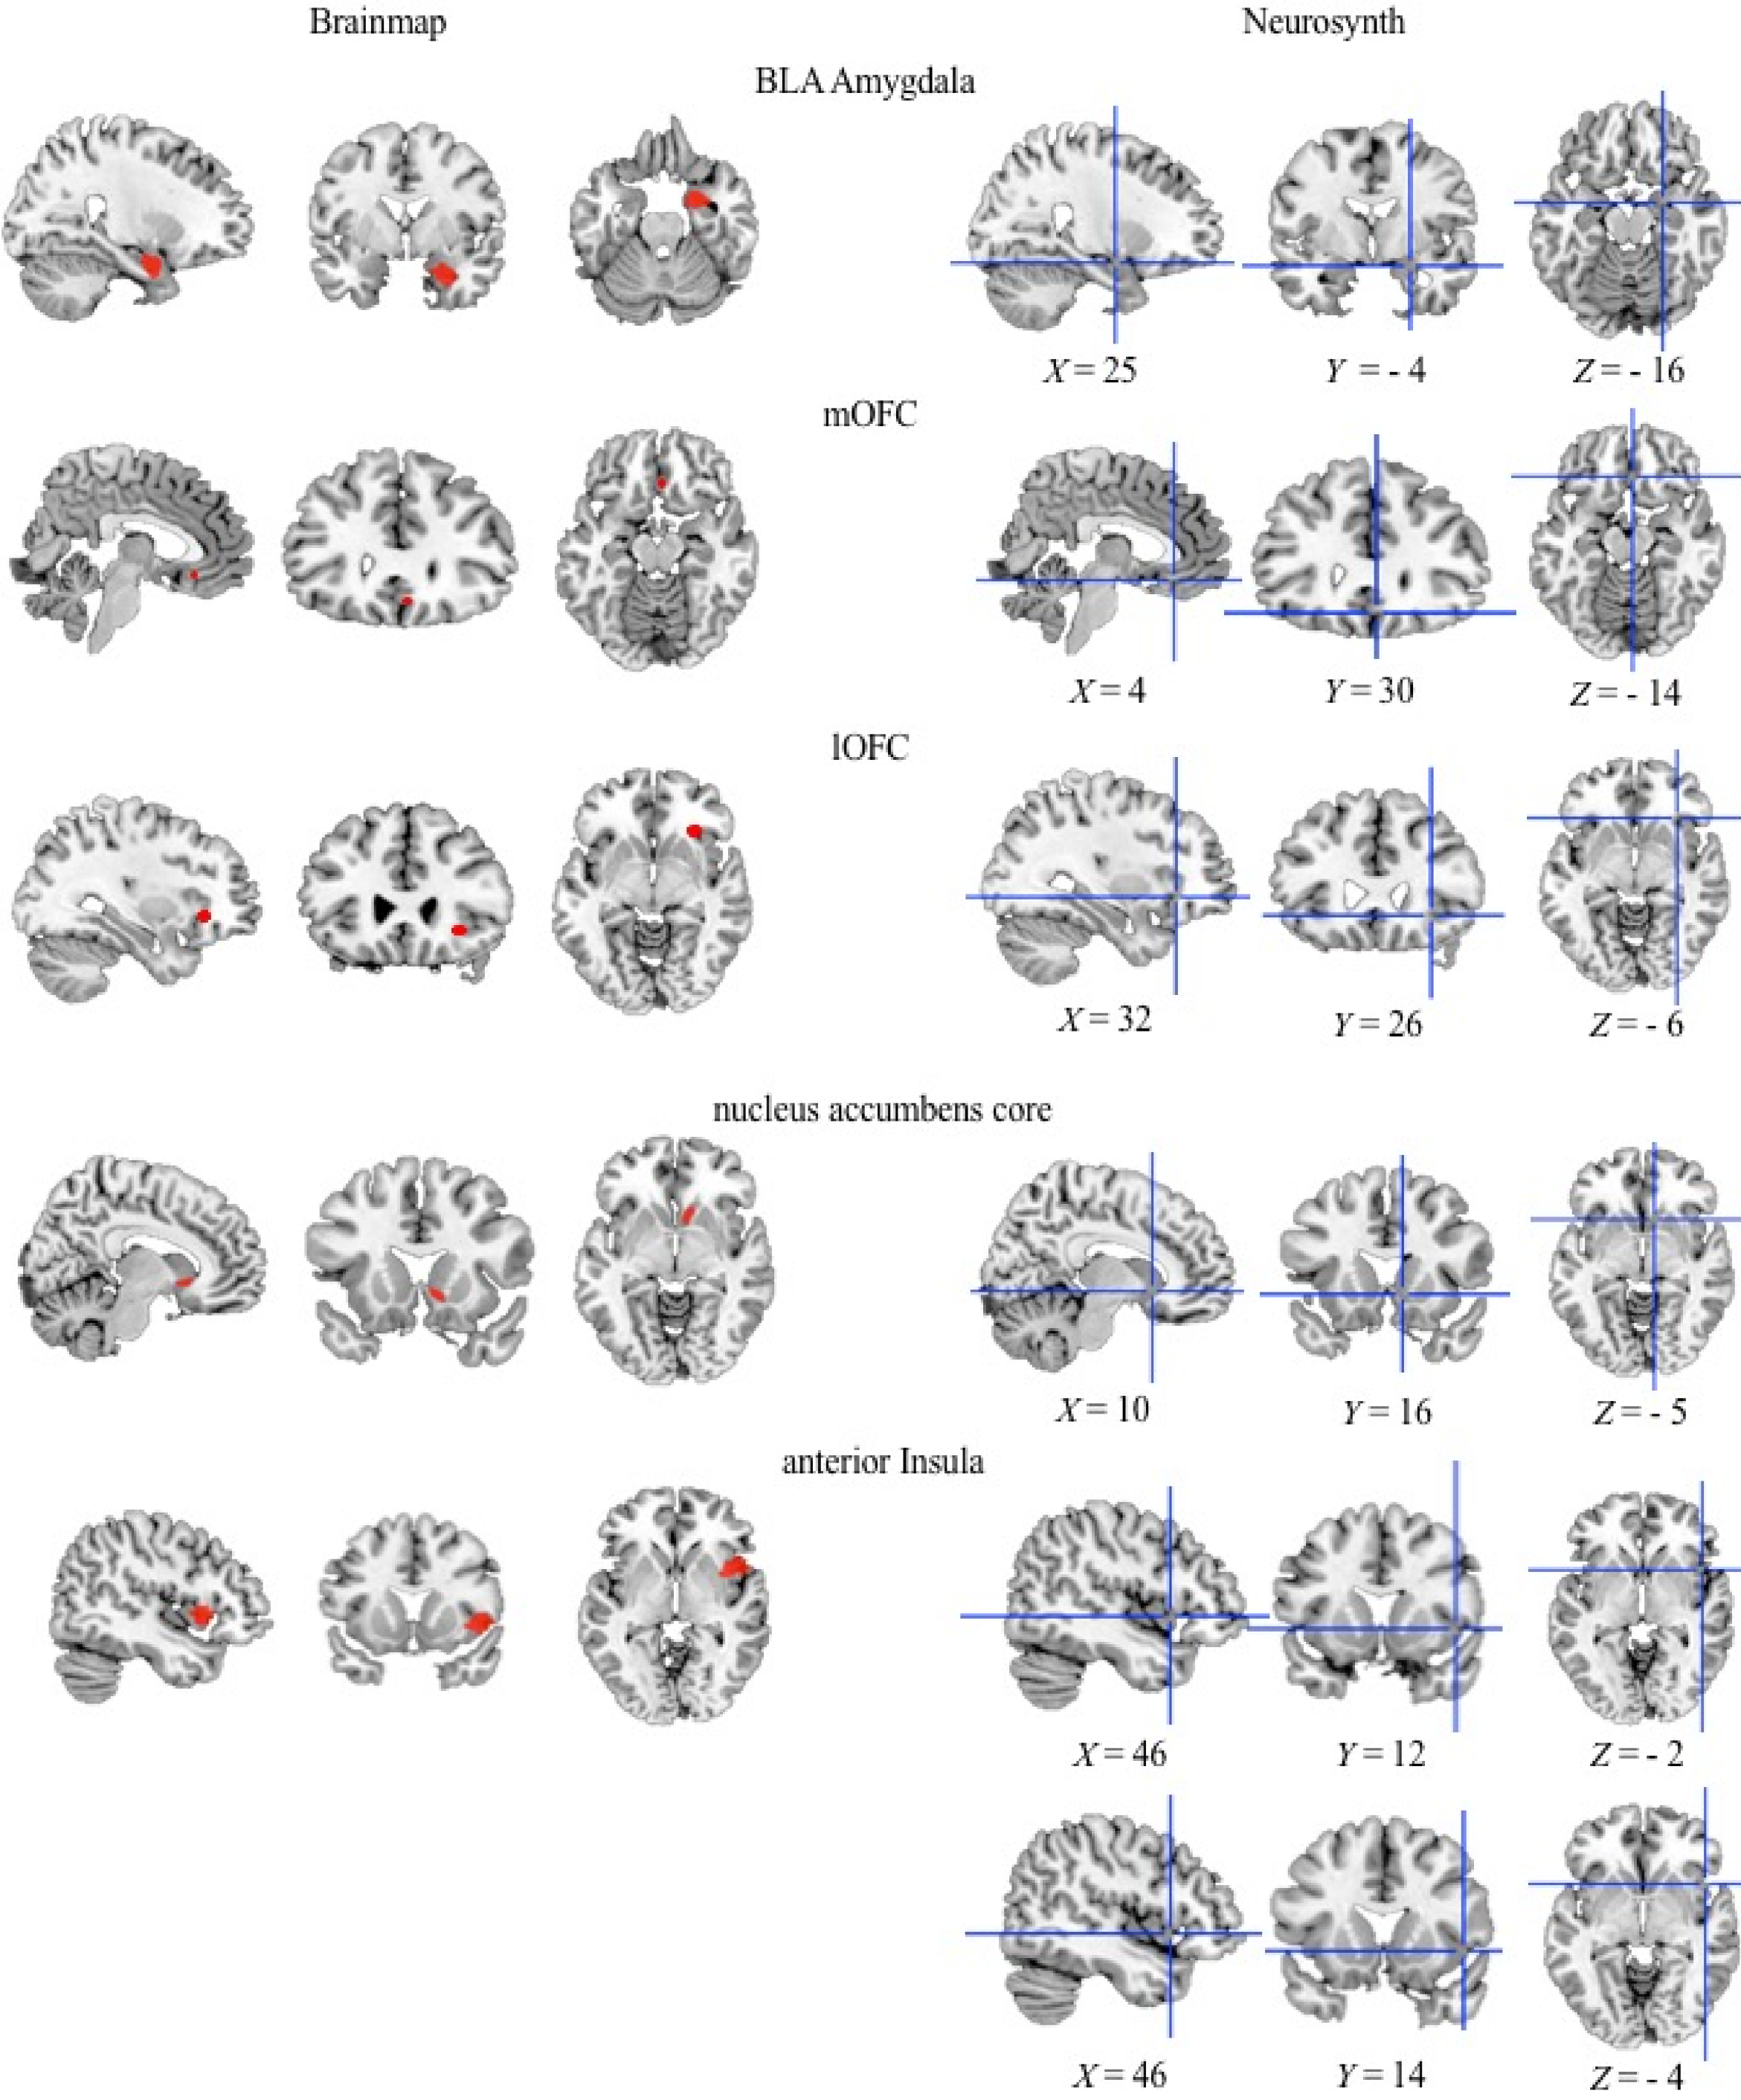 Brainmap Neurosynth
BLA Amygdala
X = 25 Y = - 4 Z = - 16
mOFC
X = 4 Y = 30 Z = - 14
lOFC
X = 32 Y = 26 Z = - 6
nucleus accumbens core
X = 10 Y = 16 Z = - 5
anterior Insula
X = 46 Y = 12 Z = - 2
X = 46 Y = 14 Z = - 4